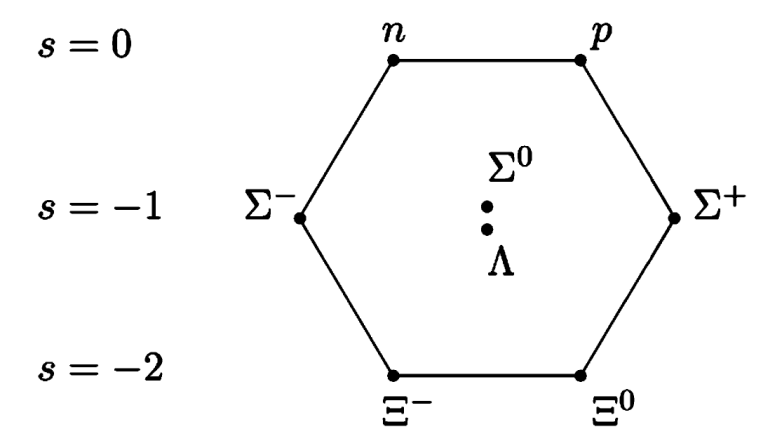 n p
s = 0
Σ⁰
Σ⁻ Σ⁺
s = −1
Λ
s = −2
Ξ⁻ Ξ⁰